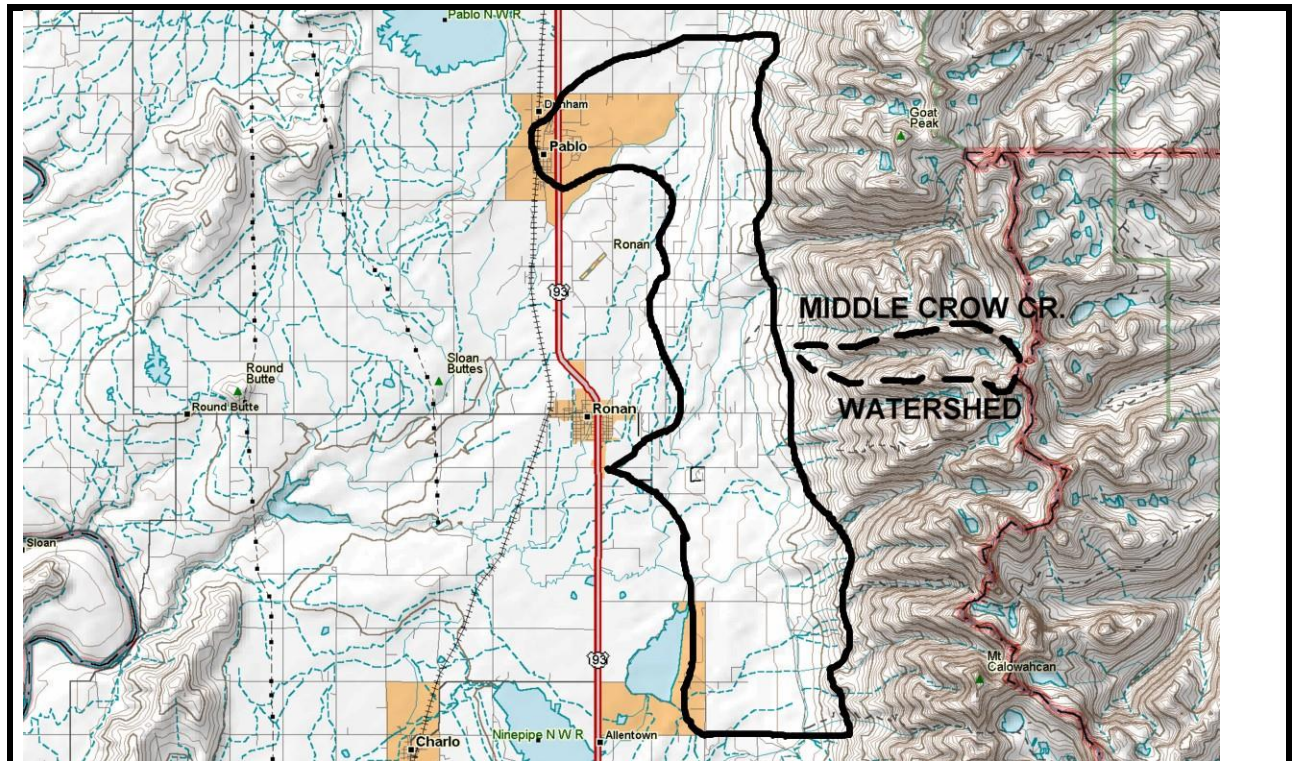 Pablo N W R
Goat
Peak
Dunham
Pablo
Ronan
93
MIDDLE CROW CR.
Sloan
Buttes
Round
Butte
Round Butte
Ronan
WATERSHED
Sloan
93
Mt
Calowahcan
Ninepipe N W R
Allentown
Charlo